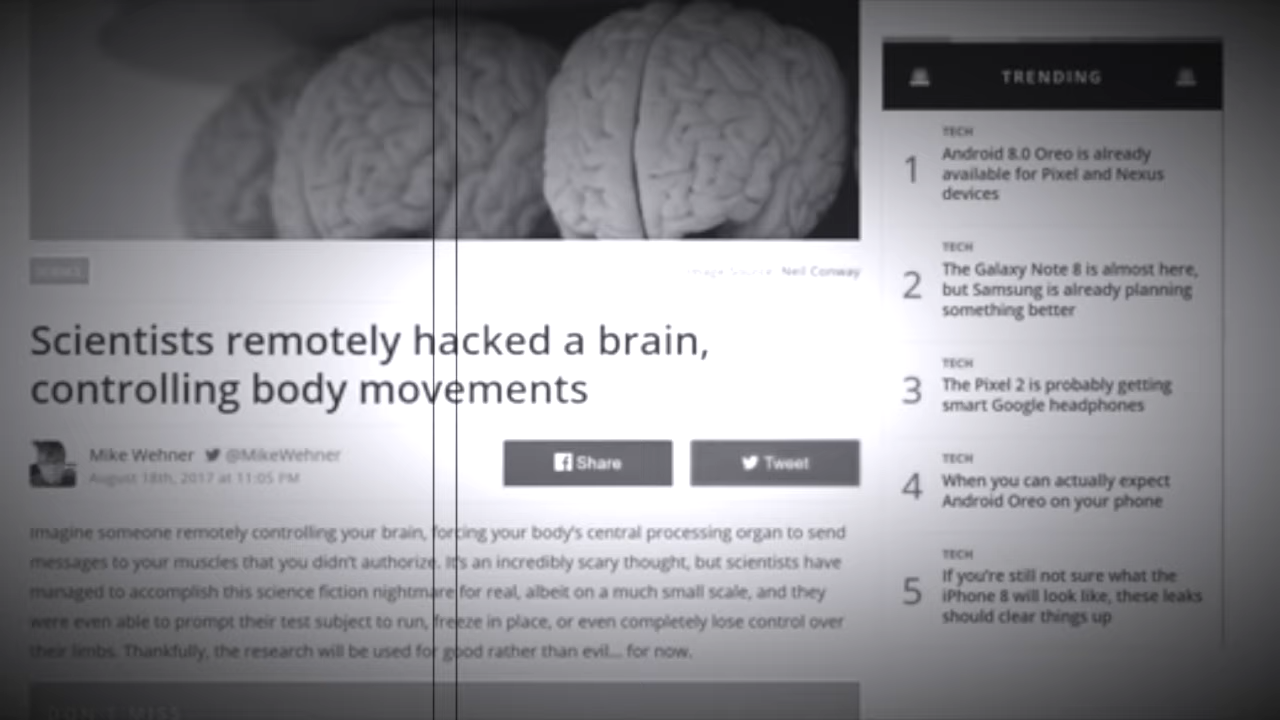 SCIENCE
Image Source: Neil Conway
Scientists remotely hacked a brain,
controlling body movements
Mike Wehner @MikeWehner
August 18th, 2017 at 11:05 PM
Share
Tweet
Imagine someone remotely controlling your brain, forcing your body's central processing organ to send
messages to your muscles that you didn't authorize. It's an incredibly scary thought, but scientists have
managed to accomplish this science fiction nightmare for real, albeit on a much small scale, and they
were even able to prompt their test subject to run, freeze in place, or even completely lose control over
their limbs. Thankfully, the research will be used for good rather than evil... for now.
DON'T MISS
TRENDING
TECH
1
Android 8.0 Oreo is already
available for Pixel and Nexus
devices
TECH
2
The Galaxy Note 8 is almost here,
but Samsung is already planning
something better
TECH
3
The Pixel 2 is probably getting
smart Google headphones
TECH
4
When you can actually expect
Android Oreo on your phone
TECH
5
If you're still not sure what the
iPhone 8 will look like, these leaks
should clear things up